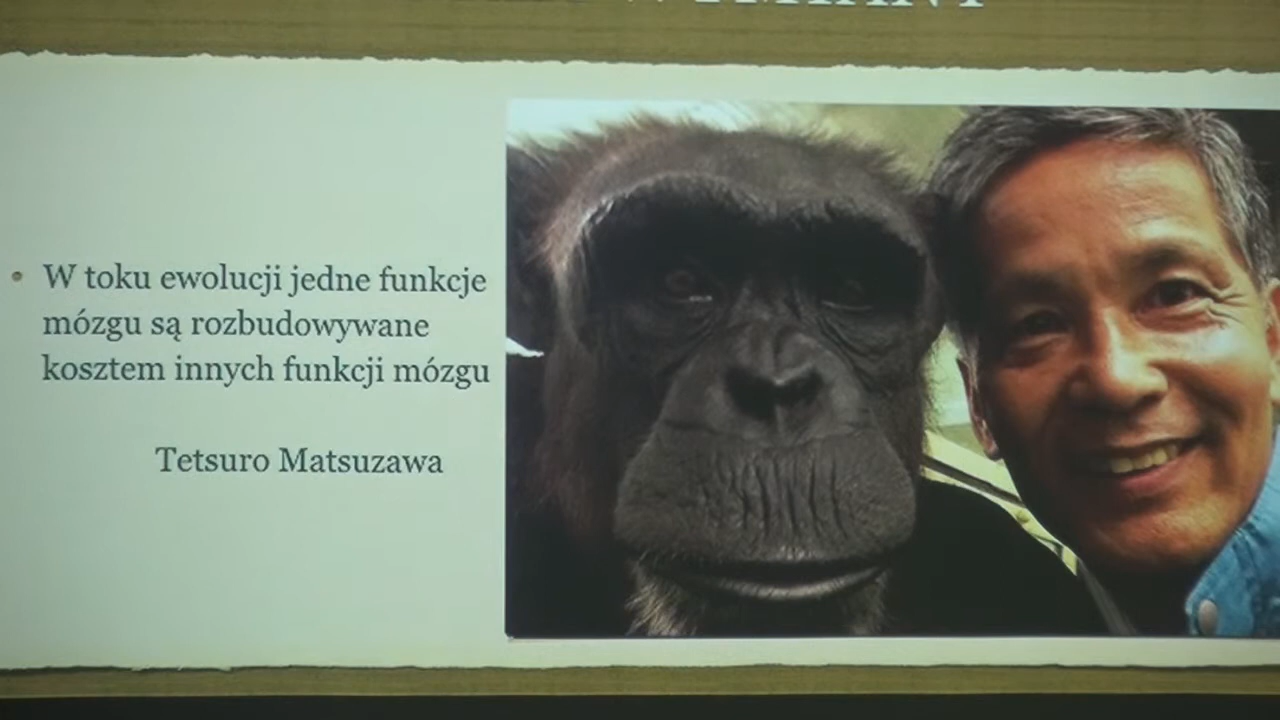 • W toku ewolucji jedne funkcje
mózgu są rozbudowywane
kosztem innych funkcji mózgu
Tetsuro Matsuzawa